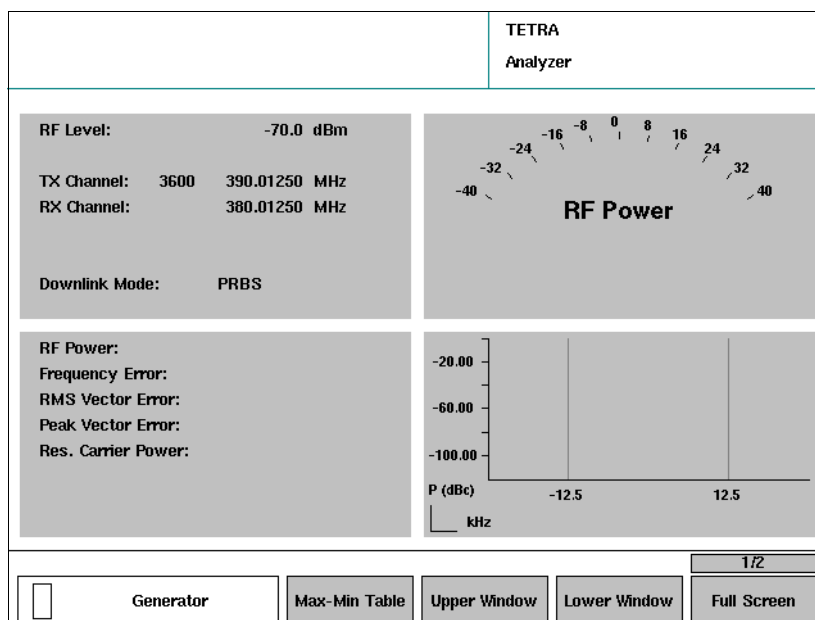 TETRA
Analyzer
RF Level: -70.0 dBm
TX Channel: 3600 390.01250 MHz
RX Channel: 380.01250 MHz
Downlink Mode: PRBS
-40 -32 -24 -16 -8 0 8 16 24 32 40
RF Power
RF Power:
Frequency Error:
RMS Vector Error:
Peak Vector Error:
Res. Carrier Power:
-20.00
-60.00
-100.00
P (dBc)
-12.5 12.5
kHz
1/2
Generator Max-Min Table Upper Window Lower Window Full Screen